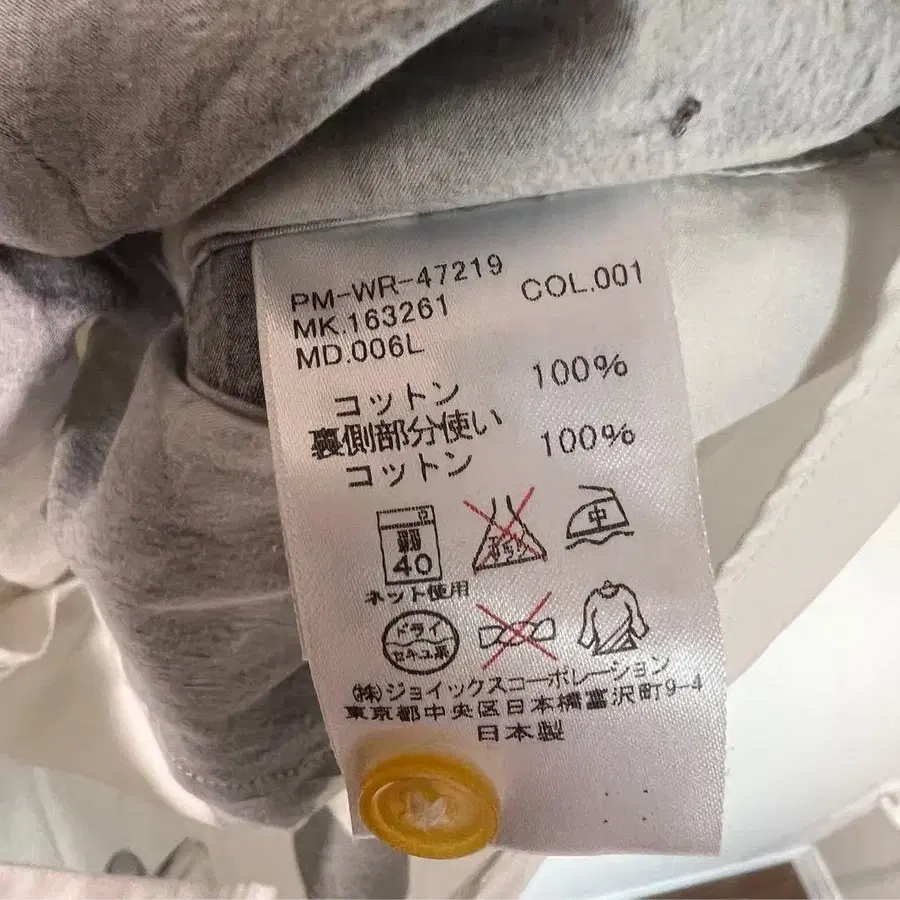 PM-WR-47219 COL.001
MK.163261
MD.006L
コットン 100%
裏側部分使い
コットン 100%
弱
40
中
ネット使用
ドライ
セキユ系
㈱ジョイックスコーポレーション
東京都中央区日本橋富沢町9-4
日本製